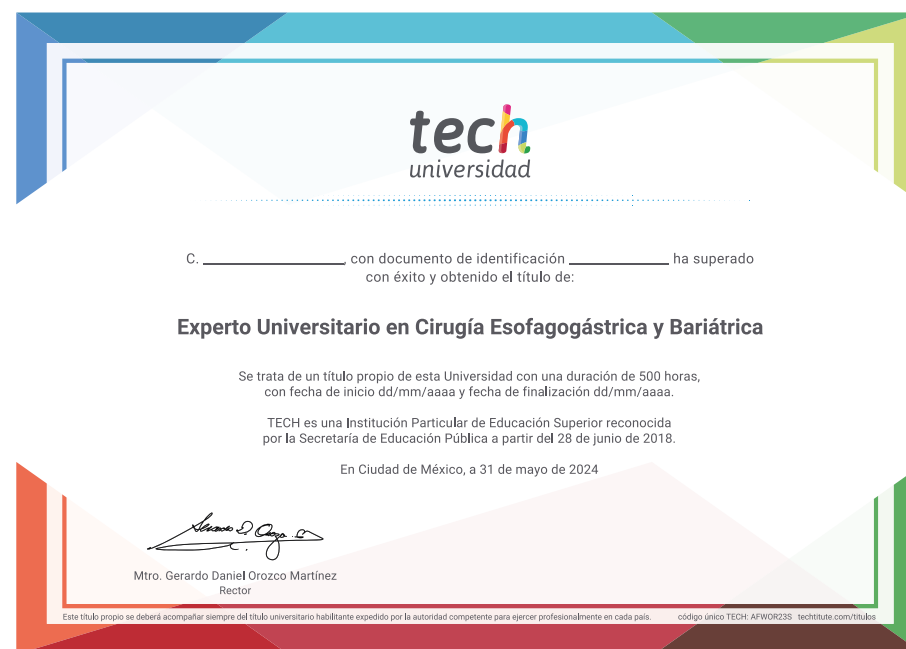 tech
universidad
C. ____________________, con documento de identificación ______________ ha superado
con éxito y obtenido el título de:
Experto Universitario en Cirugía Esofagogástrica y Bariátrica
Se trata de un título propio de esta Universidad con una duración de 500 horas,
con fecha de inicio dd/mm/aaaa y fecha de finalización dd/mm/aaaa.
TECH es una Institución Particular de Educación Superior reconocida
por la Secretaría de Educación Pública a partir del 28 de junio de 2018.
En Ciudad de México, a 31 de mayo de 2024
Mtro. Gerardo Daniel Orozco Martínez
Rector
Este título propio se deberá acompañar siempre del título universitario habilitante expedido por la autoridad competente para ejercer profesionalmente en cada país. código único TECH: AFWOR23S techtitute.com/titulos